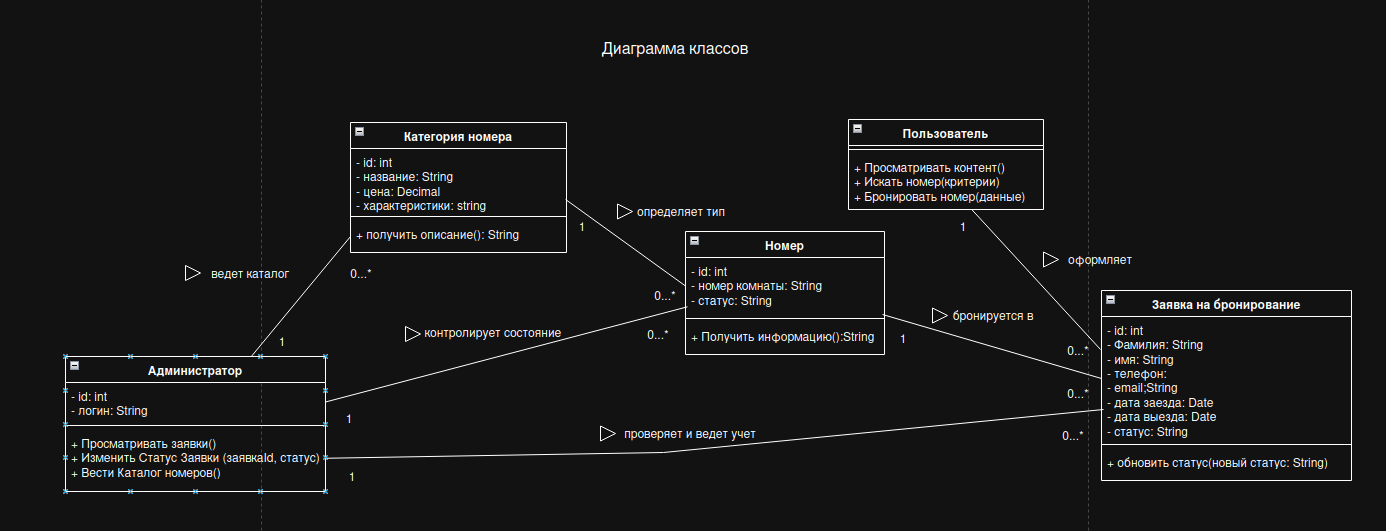 Диаграмма классов
Категория номера
- id: int
- название: String
- цена: Decimal
- характеристики: string
+ получить описание(): String
Пользователь
+ Просматривать контент()
+ Искать номер(критерии)
+ Бронировать номер(данные)
определяет тип
1
1
Номер
- id: int
- номер комнаты: String
- статус: String
+ Получить информацию():String
ведет каталог
0...*
0...*
оформляет
Заявка на бронирование
- id: int
- Фамилия: String
- имя: String
- телефон:
- email;String
- дата заезда: Date
- дата выезда: Date
- статус: String
+ обновить статус(новый статус: String)
контролирует состояние
0...*
бронируется в
1
0...*
0...*
0...*
1
Администратор
- id: int
- логин: String
+ Просматривать заявки()
+ Изменить Статус Заявки (заявкаId, статус)
+ Вести Каталог номеров()
1
проверяет и ведет учет
1